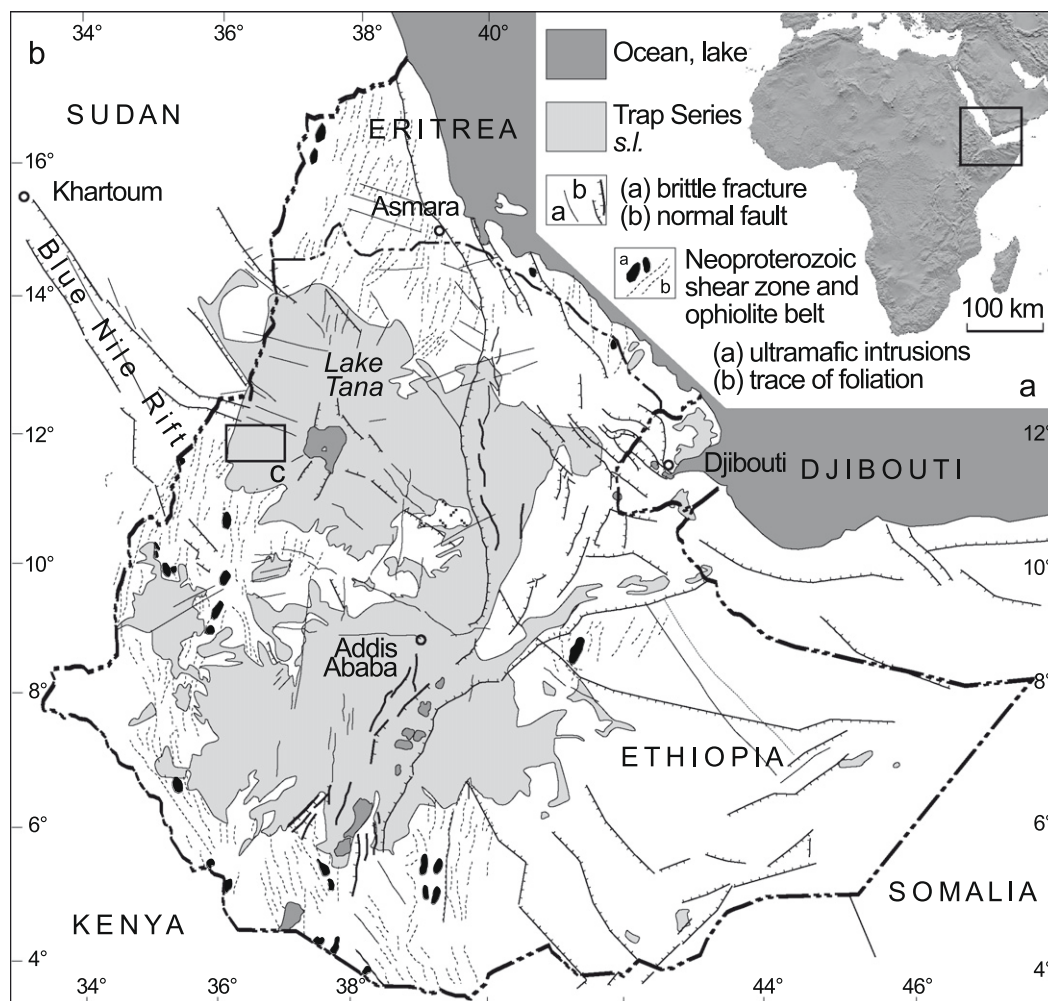 34° 36° 38° 40°
b
SUDAN
ERITREA
16°
Khartoum
Asmara
Blue Nile Rift
14°
Lake
Tana
12°
c
Djibouti
DJIBOUTI
12°
10°
10°
Addis
Ababa
8°
8°
ETHIOPIA
6°
6°
SOMALIA
KENYA
4°
4°
34° 36° 38° 44° 46°
Ocean, lake
Trap Series
s.l.
a b
(a) brittle fracture
(b) normal fault
a
b
Neoproterozoic
shear zone and
ophiolite belt
(a) ultramafic intrusions
(b) trace of foliation
100 km
a